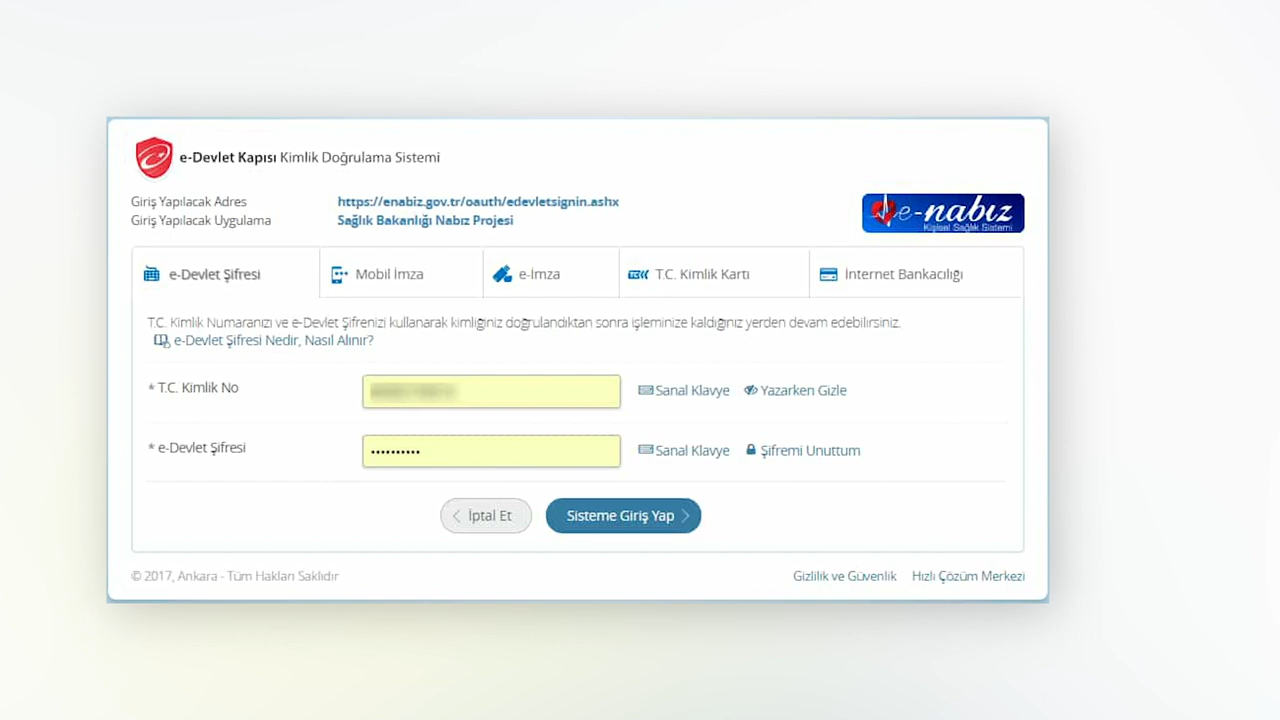 e-Devlet Kapısı Kimlik Doğrulama Sistemi
Giriş Yapılacak Adres https://enabiz.gov.tr/oauth/edevletsignin.ashx
Giriş Yapılacak Uygulama Sağlık Bakanlığı Nabız Projesi
e-nabız
Kişisel Sağlık Sistemi
e-Devlet Şifresi Mobil İmza e-İmza T.C. Kimlik Kartı İnternet Bankacılığı
T.C. Kimlik Numaranızı ve e-Devlet Şifrenizi kullanarak kimliğiniz doğrulandıktan sonra işleminize kaldığınız yerden devam edebilirsiniz.
e-Devlet Şifresi Nedir, Nasıl Alınır?
* T.C. Kimlik No Sanal Klavye Yazarken Gizle
* e-Devlet Şifresi •••••••••• Sanal Klavye Şifremi Unuttum
İptal Et Sisteme Giriş Yap
© 2017, Ankara - Tüm Hakları Saklıdır Gizlilik ve Güvenlik Hızlı Çözüm Merkezi